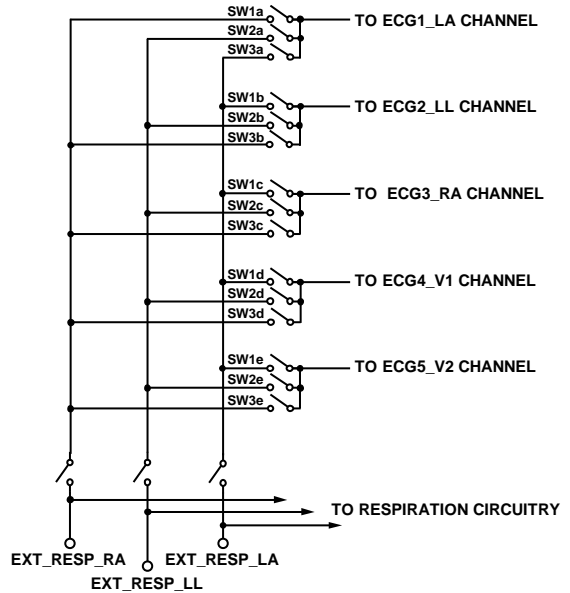 SW1a
TO ECG1_LA CHANNEL
SW2a
SW3a
SW1b
TO ECG2_LL CHANNEL
SW2b
SW3b
SW1c
TO ECG3_RA CHANNEL
SW2c
SW3c
SW1d
TO ECG4_V1 CHANNEL
SW2d
SW3d
SW1e
TO ECG5_V2 CHANNEL
SW2e
SW3e
TO RESPIRATION CIRCUITRY
EXT_RESP_RA
EXT_RESP_LA
EXT_RESP_LL